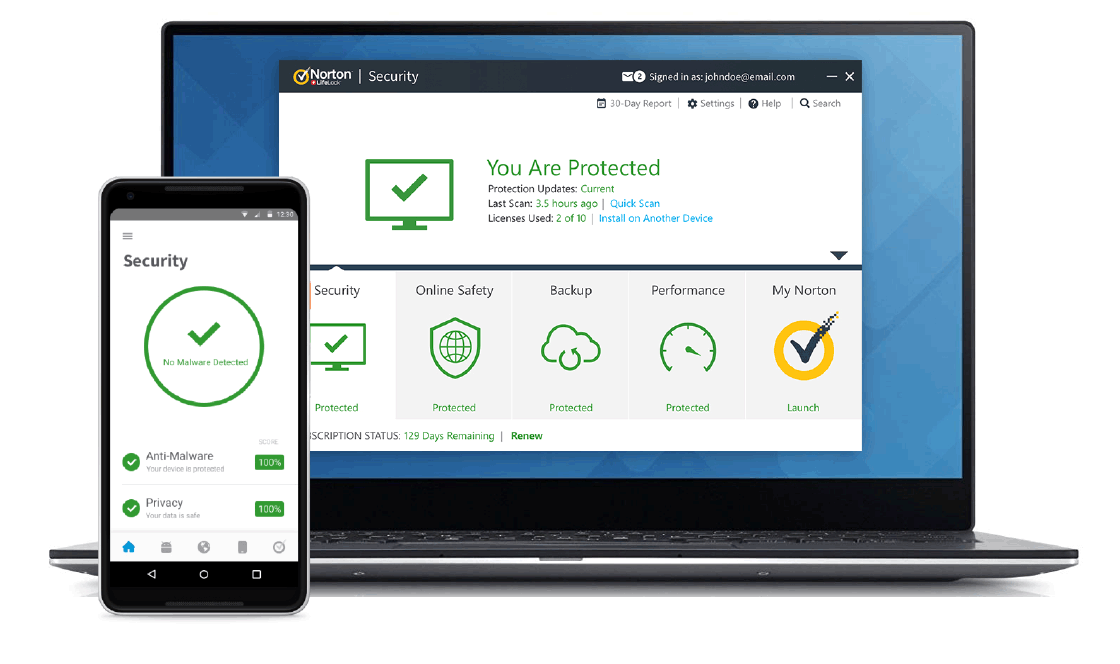 Norton | Security
LifeLock
2 Signed in as: johndoe@email.com
30-Day Report | Settings | Help | Search
You Are Protected
Protection Updates: Current
Last Scan: 3.5 hours ago | Quick Scan
Licenses Used: 2 of 10 | Install on Another Device
Security
Online Safety
Backup
Performance
My Norton
Protected
Protected
Protected
Protected
Launch
SCRIPTION STATUS: 129 Days Remaining | Renew
12:30
Security
No Malware Detected
SCORE
Anti-Malware
100%
Your device is protected
Privacy
100%
Your data is safe